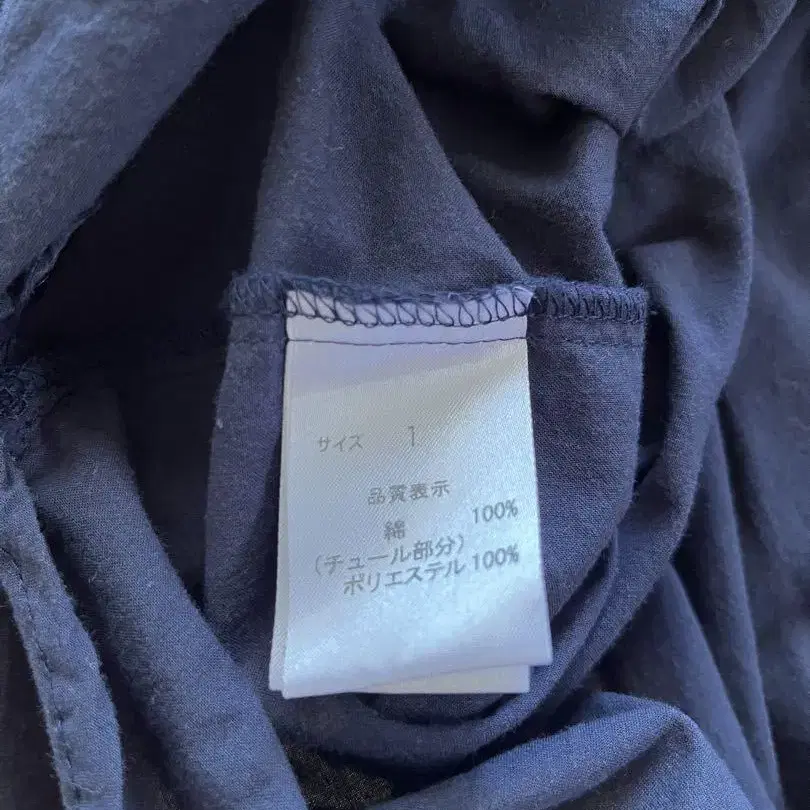 サイズ 1
品質表示
綿 100%
(チュール部分)
ポリエステル 100%